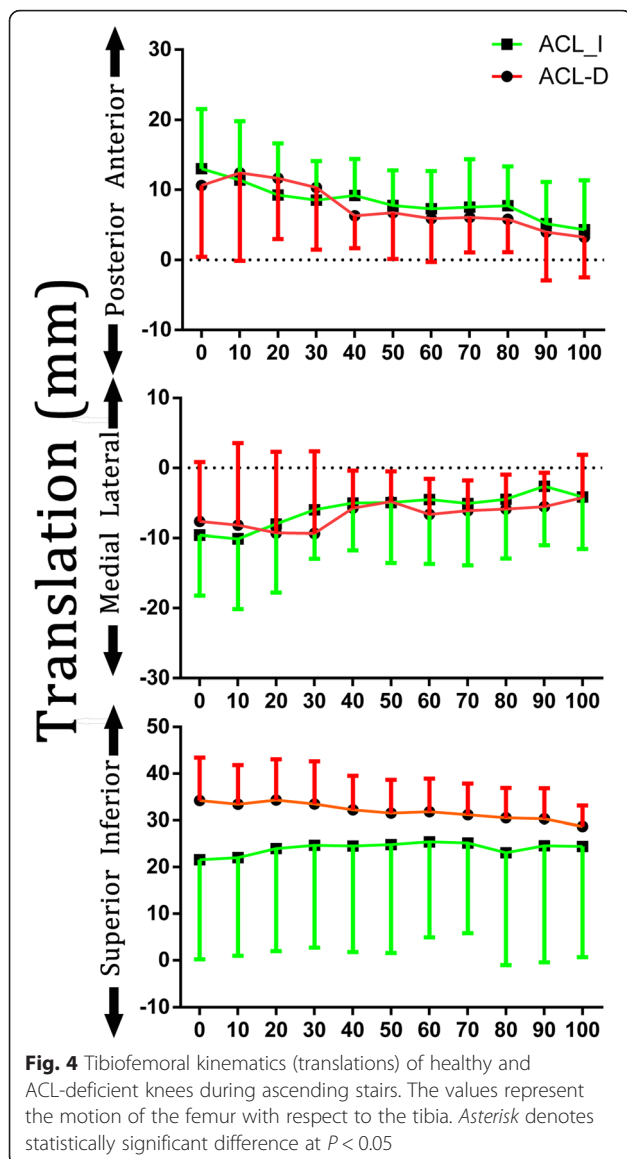 ACL_I
ACL-D
Translation (mm)
Posterior Anterior
30
20
10
0
-10
0 10 20 30 40 50 60 70 80 90 100
Medial Lateral
10
0
-10
-20
-30
0 10 20 30 40 50 60 70 80 90 100
Superior Inferior
50
40
30
20
10
0
-10
0 10 20 30 40 50 60 70 80 90 100
Fig. 4 Tibiofemoral kinematics (translations) of healthy and
ACL-deficient knees during ascending stairs. The values represent
the motion of the femur with respect to the tibia. Asterisk denotes
statistically significant difference at P < 0.05